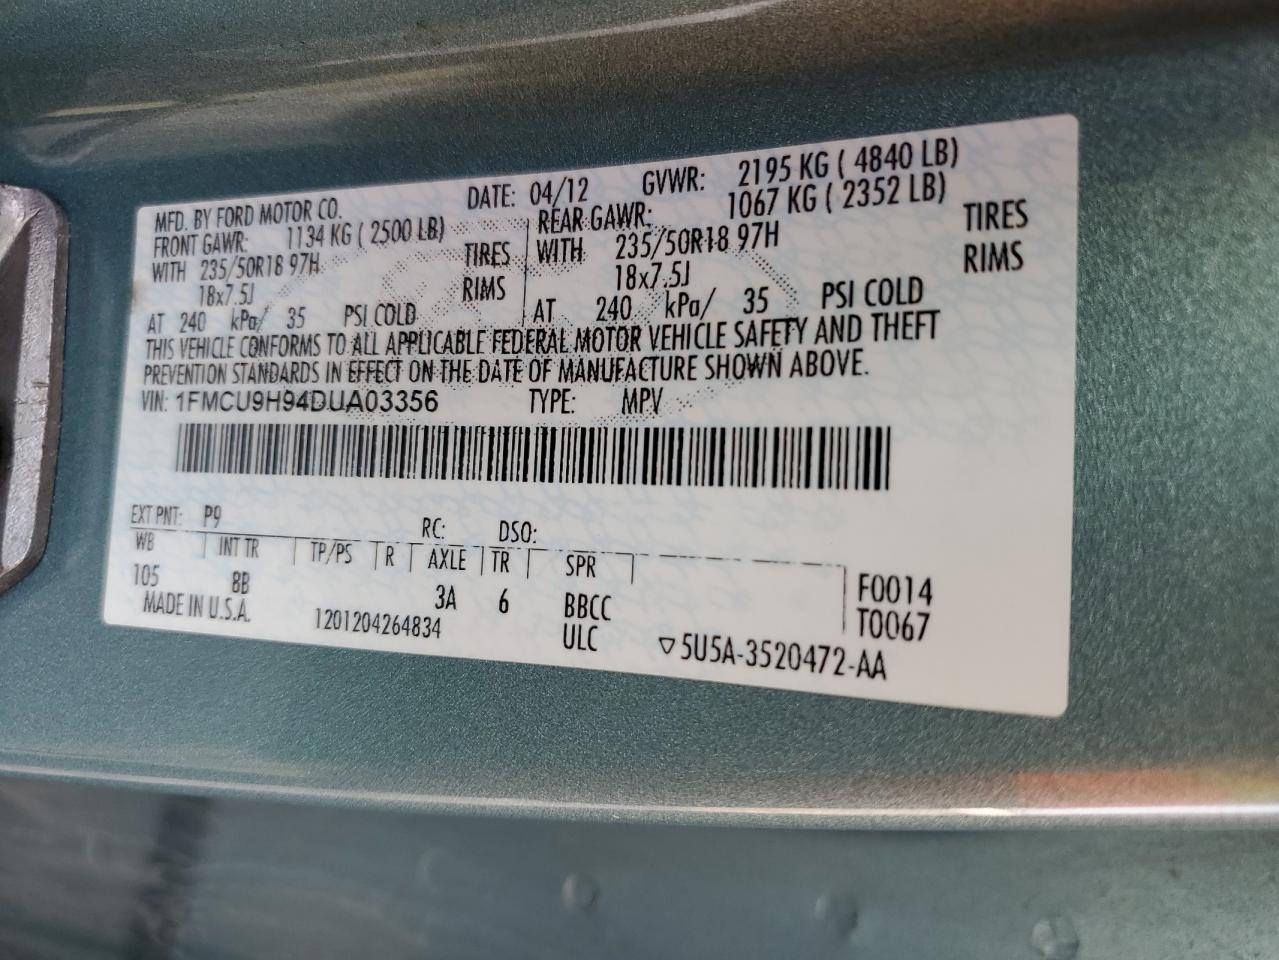 MFD. BY FORD MOTOR CO. DATE: 04/12 GVWR: 2195 KG ( 4840 LB)
FRONT GAWR: 1134 KG ( 2500 LB) REAR GAWR: 1067 KG ( 2352 LB)
WITH 235/50R18 97H TIRES WITH 235/50R18 97H TIRES
18x7.5J RIMS 18x7.5J RIMS
AT 240 kPa/ 35 PSI COLD AT 240 kPa/ 35 PSI COLD
THIS VEHICLE CONFORMS TO ALL APPLICABLE FEDERAL MOTOR VEHICLE SAFETY AND THEFT
PREVENTION STANDARDS IN EFFECT ON THE DATE OF MANUFACTURE SHOWN ABOVE.
VIN: 1FMCU9H94DUA03356 TYPE: MPV
EXT PNT: P9 RC: DSO:
WB INT TR TP/PS R AXLE TR SPR
105 8B 3A 6 BBCC F0014
MADE IN U.S.A. 1201204264834 ULC T0067
▽5U5A-3520472-AA